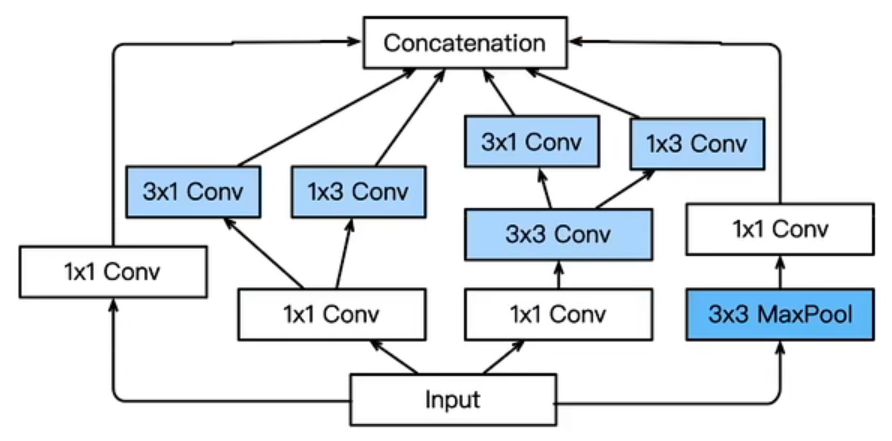 Concatenation
3x1 Conv
1x3 Conv
3x1 Conv
1x3 Conv
3x3 Conv
1x1 Conv
1x1 Conv
1x1 Conv
1x1 Conv
3x3 MaxPool
Input